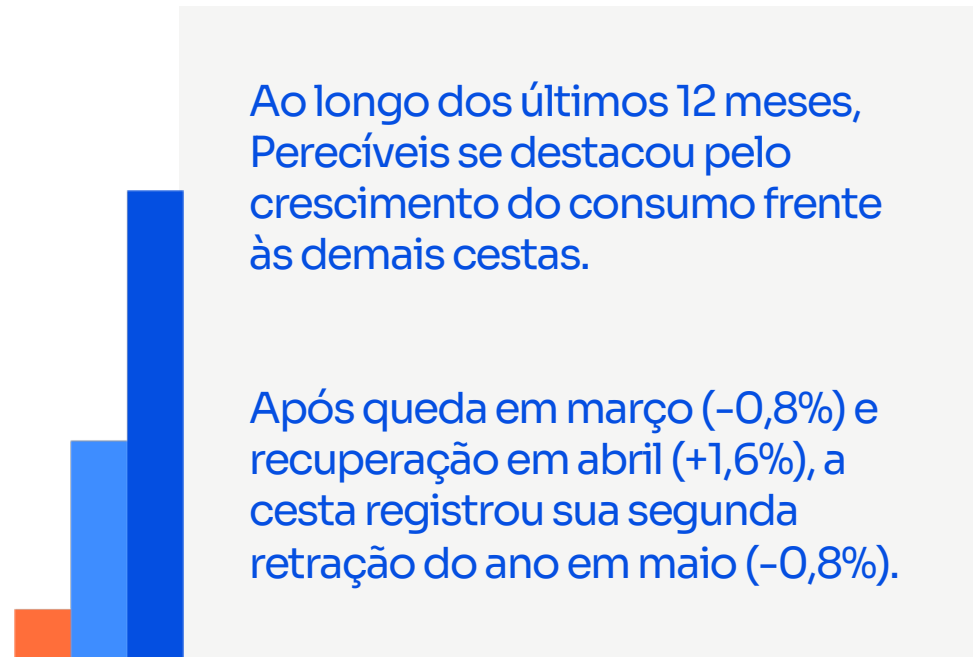 Ao longo dos últimos 12 meses,
Perecíveis se destacou pelo
crescimento do consumo frente
às demais cestas.
Após queda em março (-0,8%) e
recuperação em abril (+1,6%), a
cesta registrou sua segunda
retração do ano em maio (-0,8%).